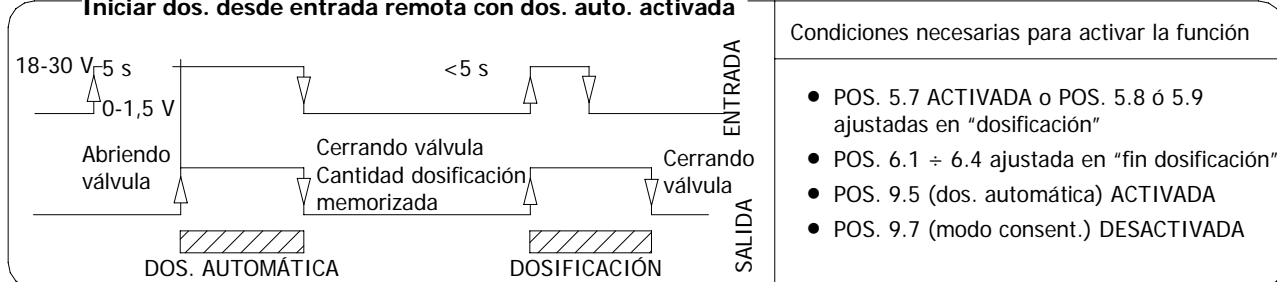 Iniciar dos. desde entrada remota con dos. auto. activada
18-30 V
5 s
<5 s
0-1,5 V
ENTRADA
Abriendo
válvula
Cerrando válvula
Cantidad dosificación
memorizada
Cerrando
válvula
SALIDA
DOS. AUTOMÁTICA
DOSIFICACIÓN
Condiciones necesarias para activar la función
● POS. 5.7 ACTIVADA o POS. 5.8 ó 5.9
ajustadas en “dosificación”
● POS. 6.1 ÷ 6.4 ajustada en “fin dosificación”
● POS. 9.5 (dos. automática) ACTIVADA
● POS. 9.7 (modo consent.) DESACTIVADA